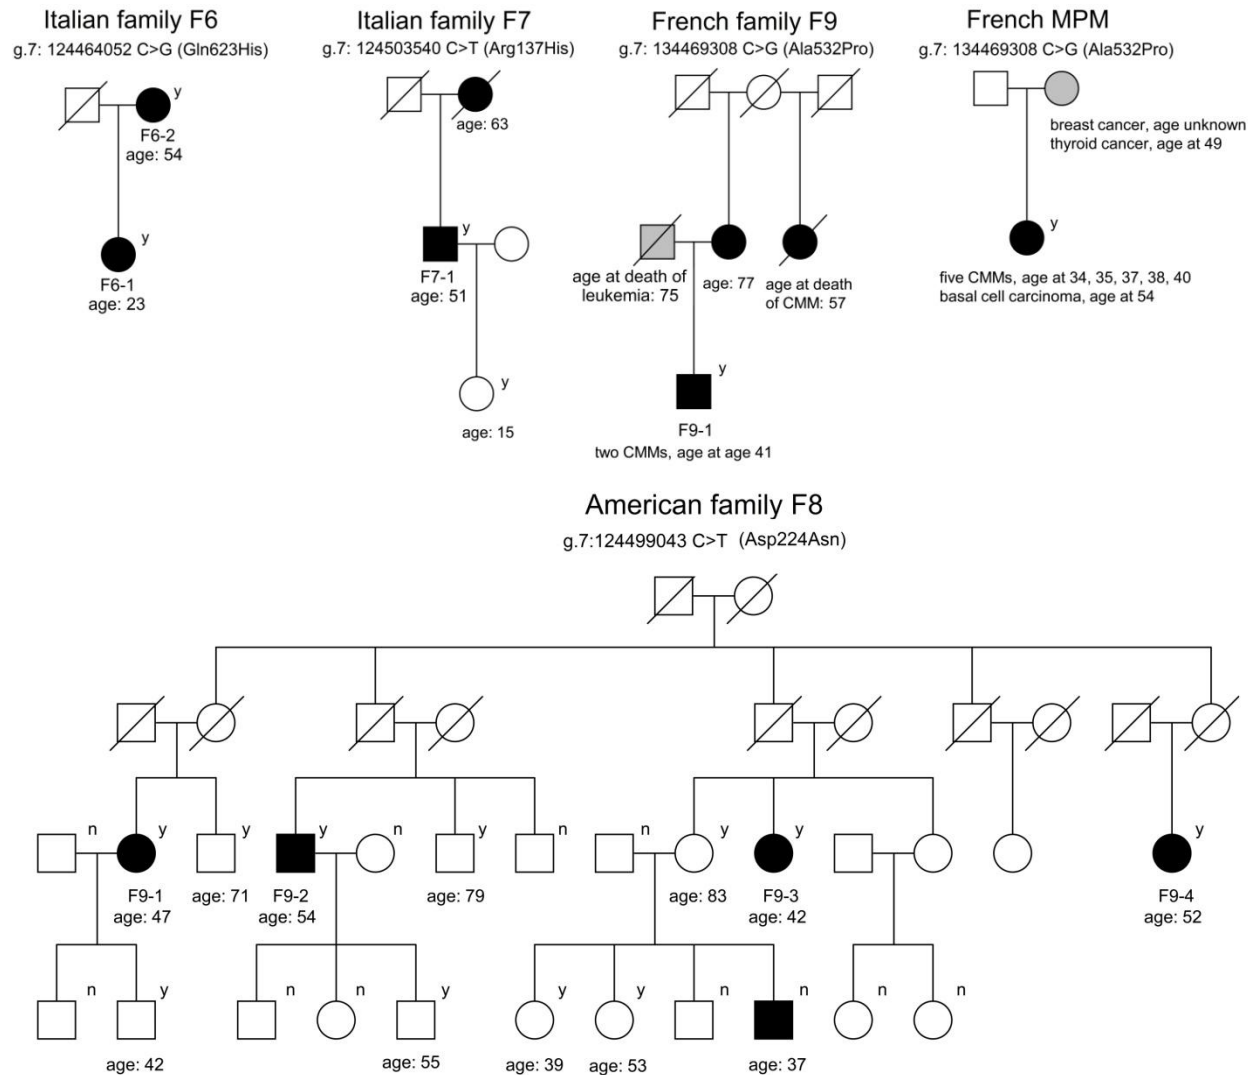 Italian family F6
g.7: 124464052 C>G (Gln623His)
y
F6-2
age: 54
y
F6-1
age: 23
Italian family F7
g.7: 124503540 C>T (Arg137His)
age: 63
y
F7-1
age: 51
y
age: 15
French family F9
g.7: 134469308 C>G (Ala532Pro)
age at death of
leukemia: 75
age: 77
age at death
of CMM: 57
y
F9-1
two CMMs, age at age 41
French MPM
g.7: 134469308 C>G (Ala532Pro)
breast cancer, age unknown
thyroid cancer, age at 49
y
five CMMs, age at 34, 35, 37, 38, 40
basal cell carcinoma, age at 54
American family F8
g.7:124499043 C>T (Asp224Asn)
n y y y n y n n y y y
F9-1 age: 71 F9-2 age: 79 age: 83 F9-3 F9-4
age: 47 age: 54 age: 42 age: 52
n y n n y y y n n n n
age: 42 age: 55 age: 39 age: 53 age: 37